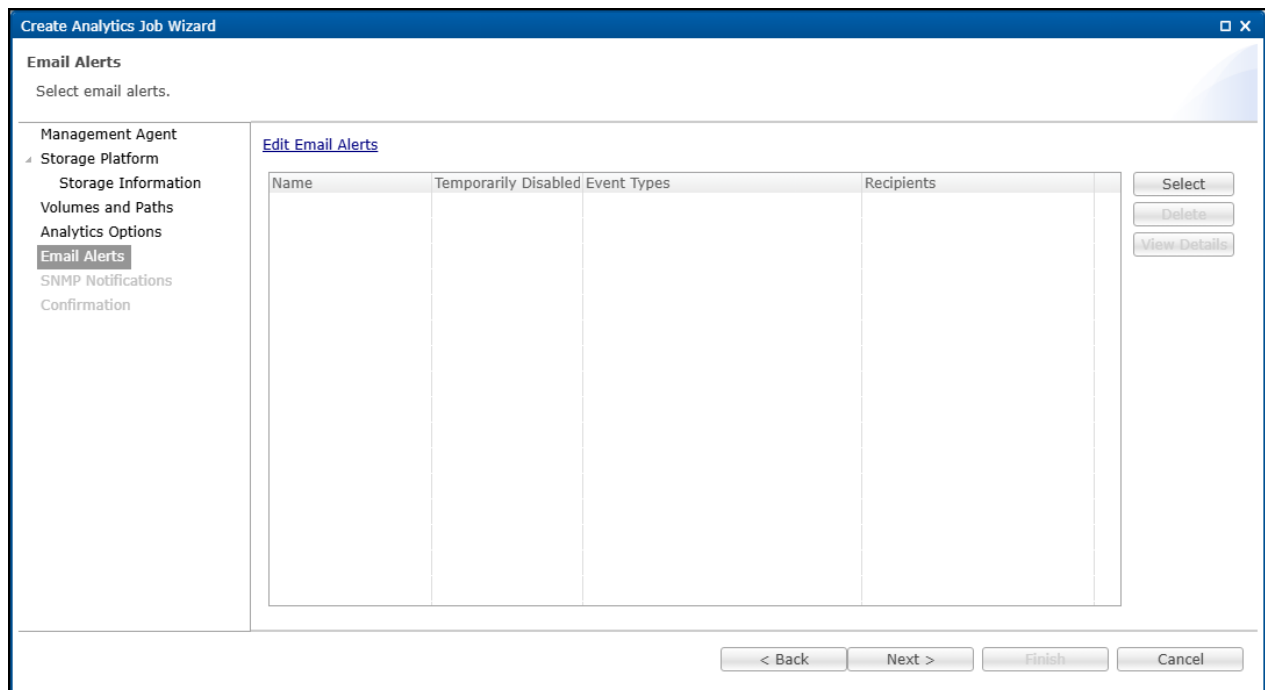 Create Analytics Job Wizard
Email Alerts
Select email alerts.
Management Agent
Storage Platform
Storage Information
Volumes and Paths
Analytics Options
Email Alerts
SNMP Notifications
Confirmation
Edit Email Alerts
Name Temporarily Disabled Event Types Recipients
Select
Delete
View Details
< Back Next > Finish Cancel